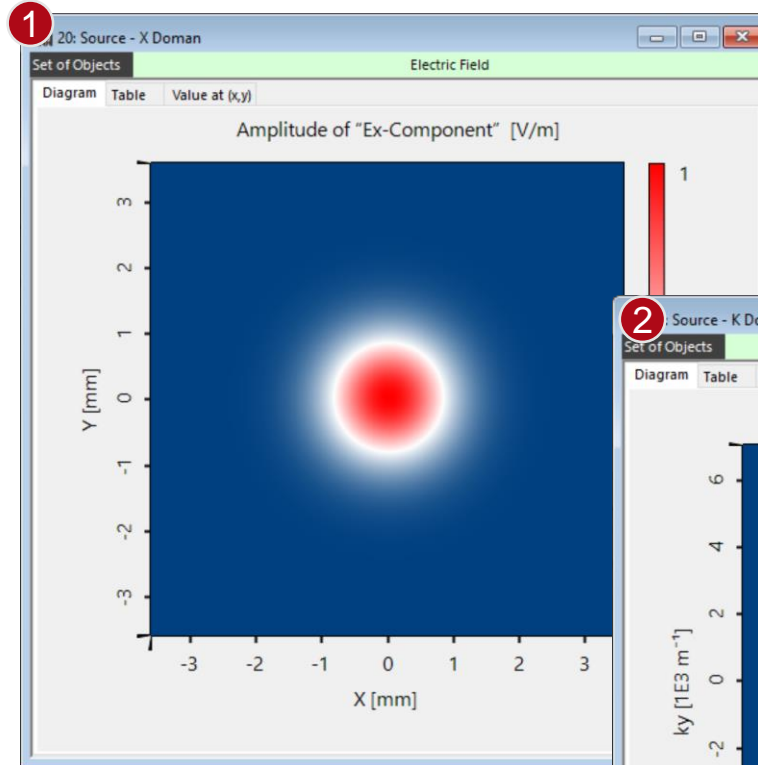 1
20: Source - X Doman
Set of Objects
Electric Field
Diagram Table Value at (x,y)
Amplitude of “Ex-Component” [V/m]
1
3
2
1
0
-1
-2
-3
Y [mm]
-3 -2 -1 0 1 2 3
X [mm]
2
: Source - K Do
Set of Objects
Diagram Table
6
4
2
0
-2
ky [1E3 m⁻¹]